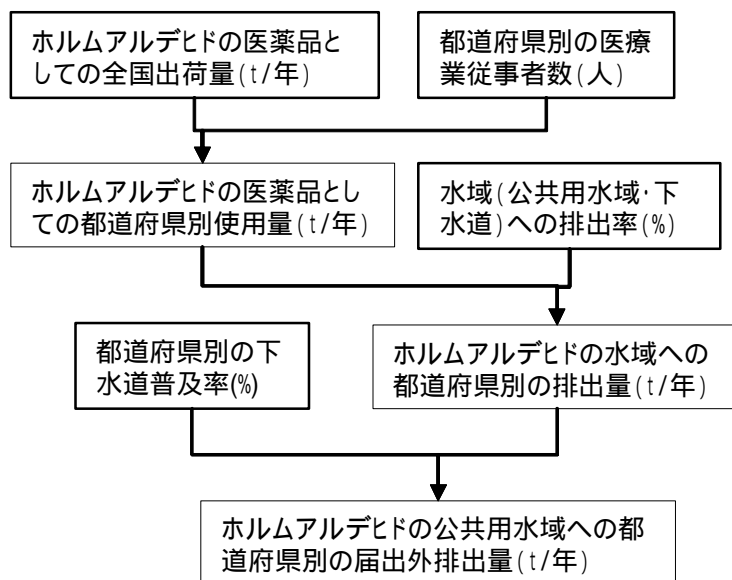 ホルムアルデヒドの医薬品と
しての全国出荷量(t/年)
都道府県別の医療
業従事者数(人)
ホルムアルデヒドの医薬品とし
ての都道府県別使用量(t/年)
水域(公共用水域・下
水道)への排出率(%)
都道府県別の下
水道普及率(%)
ホルムアルデヒドの水域への
都道府県別の排出量(t/年)
ホルムアルデヒドの公共用水域への都
道府県別の届出外排出量(t/年)